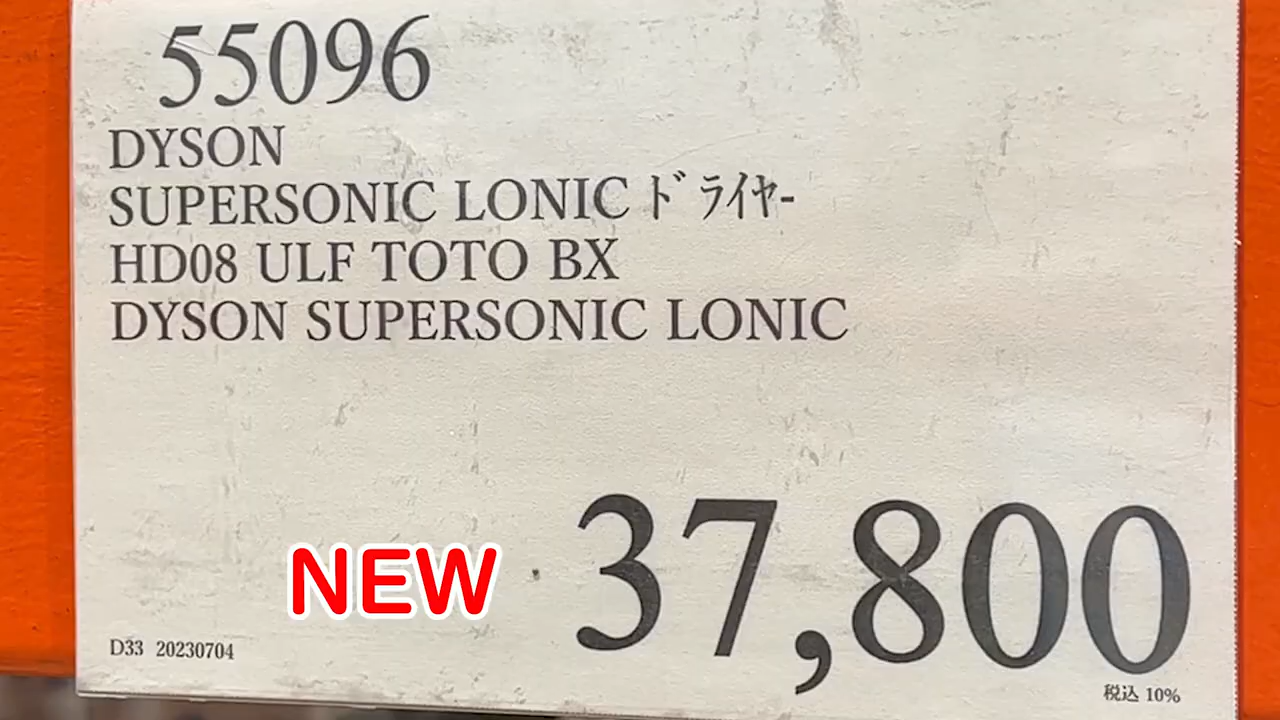 55096
DYSON
SUPERSONIC LONIC ドライヤー
HD08 ULF TOTO BX
DYSON SUPERSONIC LONIC
NEW
37,800
D33 20230704
税込 10%